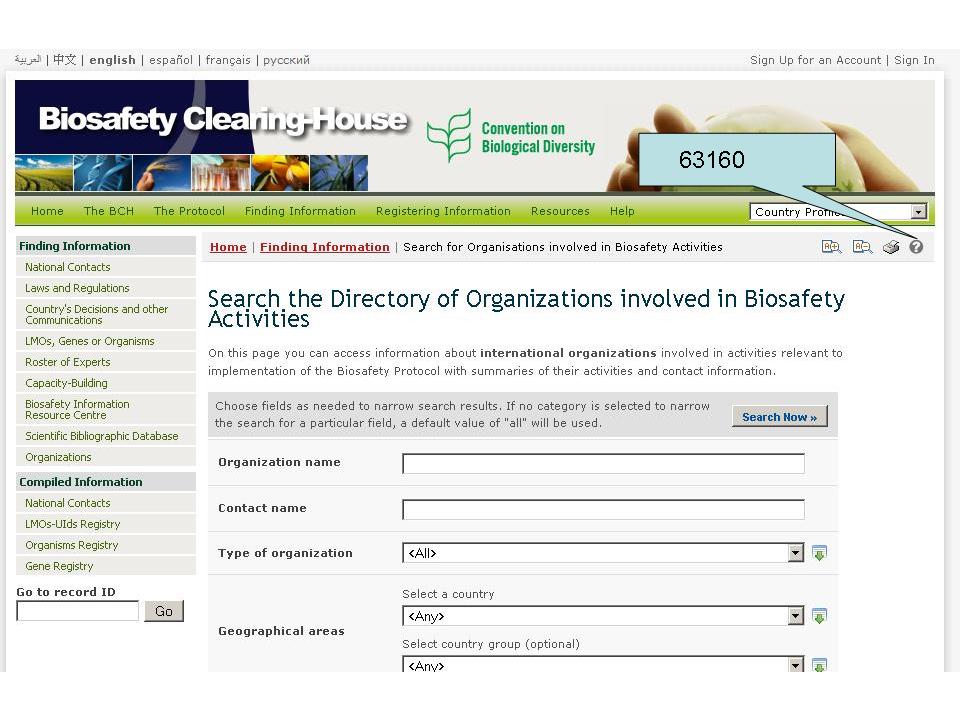 العربية | 中文 | english | español | français | русский
Sign Up for an Account | Sign In
Biosafety Clearing-House
Convention on
Biological Diversity
63160
Home The BCH The Protocol Finding Information Registering Information Resources Help
Country Profile
Finding Information
National Contacts
Laws and Regulations
Country's Decisions and other
Communications
LMOs, Genes or Organisms
Roster of Experts
Capacity-Building
Biosafety Information
Resource Centre
Scientific Bibliographic Database
Organizations
Compiled Information
National Contacts
LMOs-UIds Registry
Organisms Registry
Gene Registry
Go to record ID
Go
Home | Finding Information | Search for Organisations involved in Biosafety Activities
Search the Directory of Organizations involved in Biosafety
Activities
On this page you can access information about international organizations involved in activities relevant to
implementation of the Biosafety Protocol with summaries of their activities and contact information.
Choose fields as needed to narrow search results. If no category is selected to narrow
the search for a particular field, a default value of "all" will be used.
Search Now »
Organization name
Contact name
Type of organization
<All>
Geographical areas
Select a country
<Any>
Select country group (optional)
<Any>